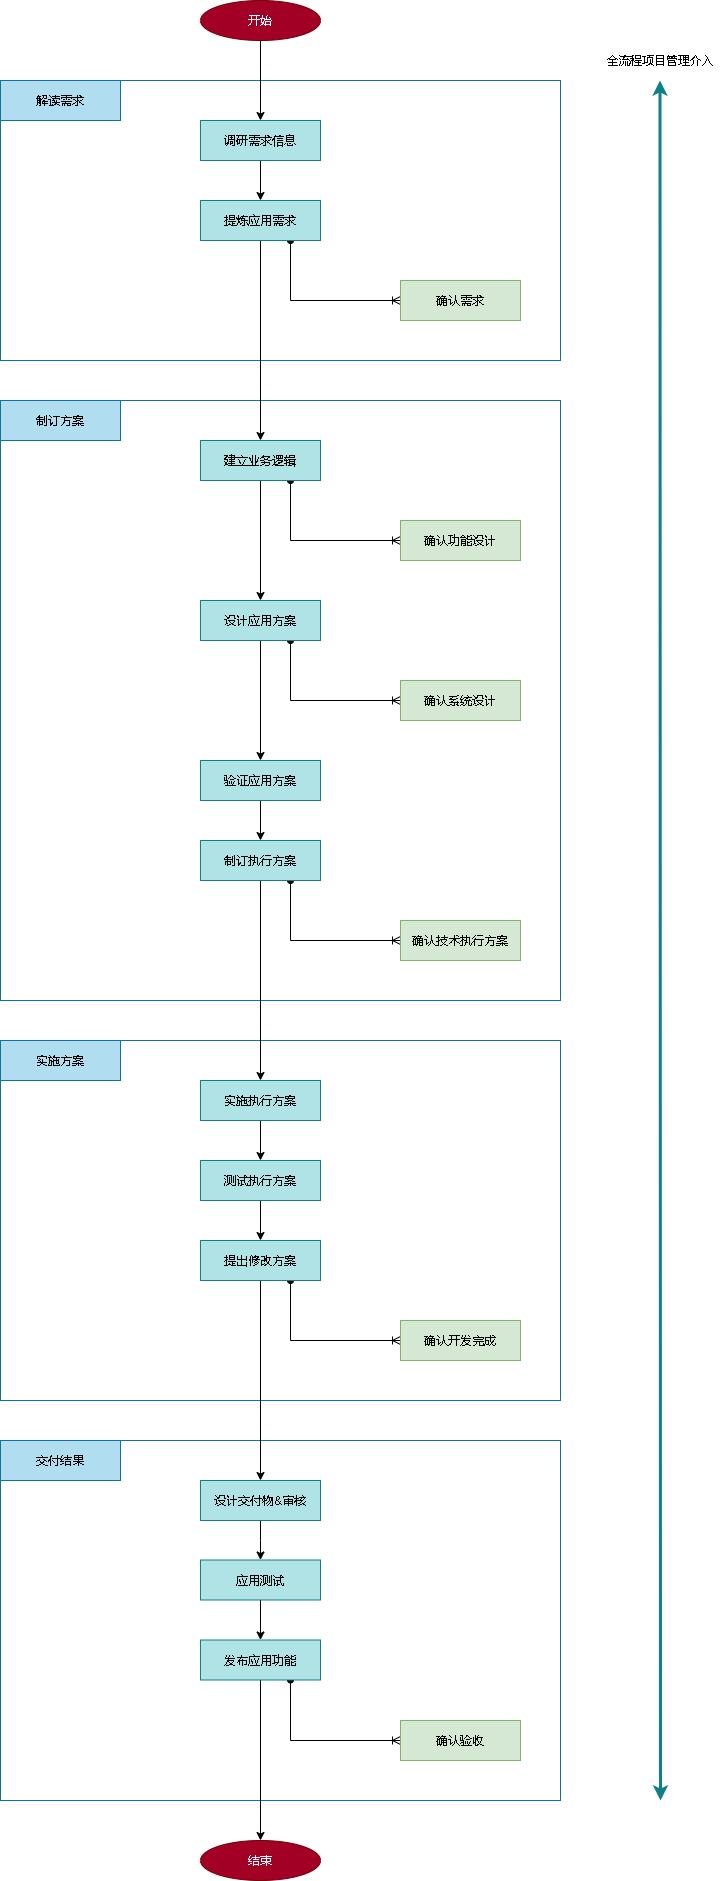 开始
全流程项目管理介入
解读需求
调研需求信息
提炼应用需求
确认需求
制订方案
建立业务逻辑
确认功能设计
设计应用方案
确认系统设计
验证应用方案
制订执行方案
确认技术执行方案
实施方案
实施执行方案
测试执行方案
提出修改方案
确认开发完成
交付结果
设计交付物&审核
应用测试
发布应用功能
确认验收
结束